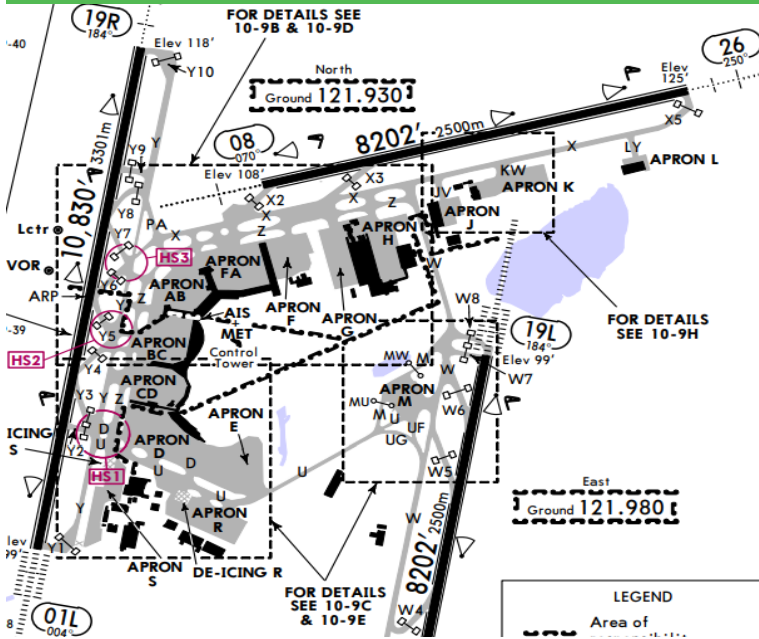 19R
184°
FOR DETAILS SEE
10-9B & 10-9D
-40
Elev 118'
Y10
North
Ground 121.930
Elev
125'
26
250°
8202' 2500m
X5
08
070°
10,830' 3301m
Y
Y9
Elev 108'
X
LY
APRON L
X3
X2
X
Z
X
Z
KW
APRON K
JV
APRON
J
Y8
PA
X
Lctr
Y7
HS3
VOR
Y6
APRON
FA
APRON
H
W
ARP
Y
Z
APRON
AB
APRON
F
APRON
G
AIS
+
MET
W8
FOR DETAILS
SEE 10-9H
-39
Y5
HS2
APRON
BC
Control
Tower
19L
184°
Elev 99'
W7
Y4
MW
M
W
APRON
CD
APRON
M
Y3
Y
Z
MU
M
U
UF
UG
W6
APRON
E
ICING
S
D
U
Y2
APRON
D
U
D
HS1
U
U
W5
East
Ground 121.980
Y
APRON
R
W
8202' 2500m
Elev
99'
Y1
APRON
S
DE-ICING R
FOR DETAILS
SEE 10-9C
& 10-9E
LEGEND
Area of
responsibility
01L
004°
8
W4